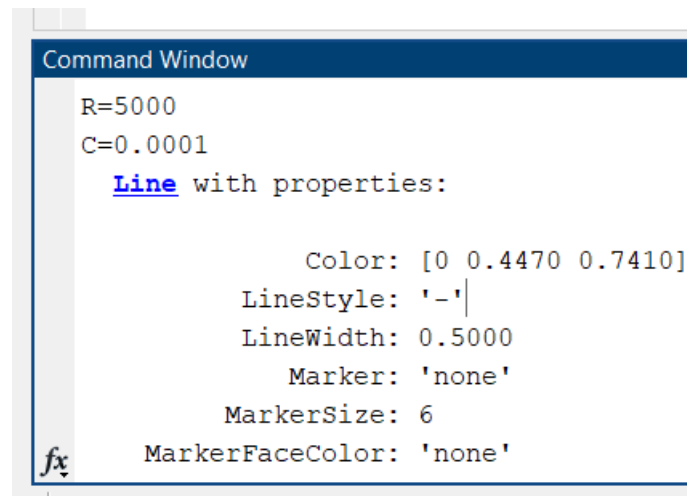 Command Window
R=5000
C=0.0001
Line with properties:
Color: [0 0.4470 0.7410]
LineStyle: '-'
LineWidth: 0.5000
Marker: 'none'
MarkerSize: 6
MarkerFaceColor: 'none'
fx